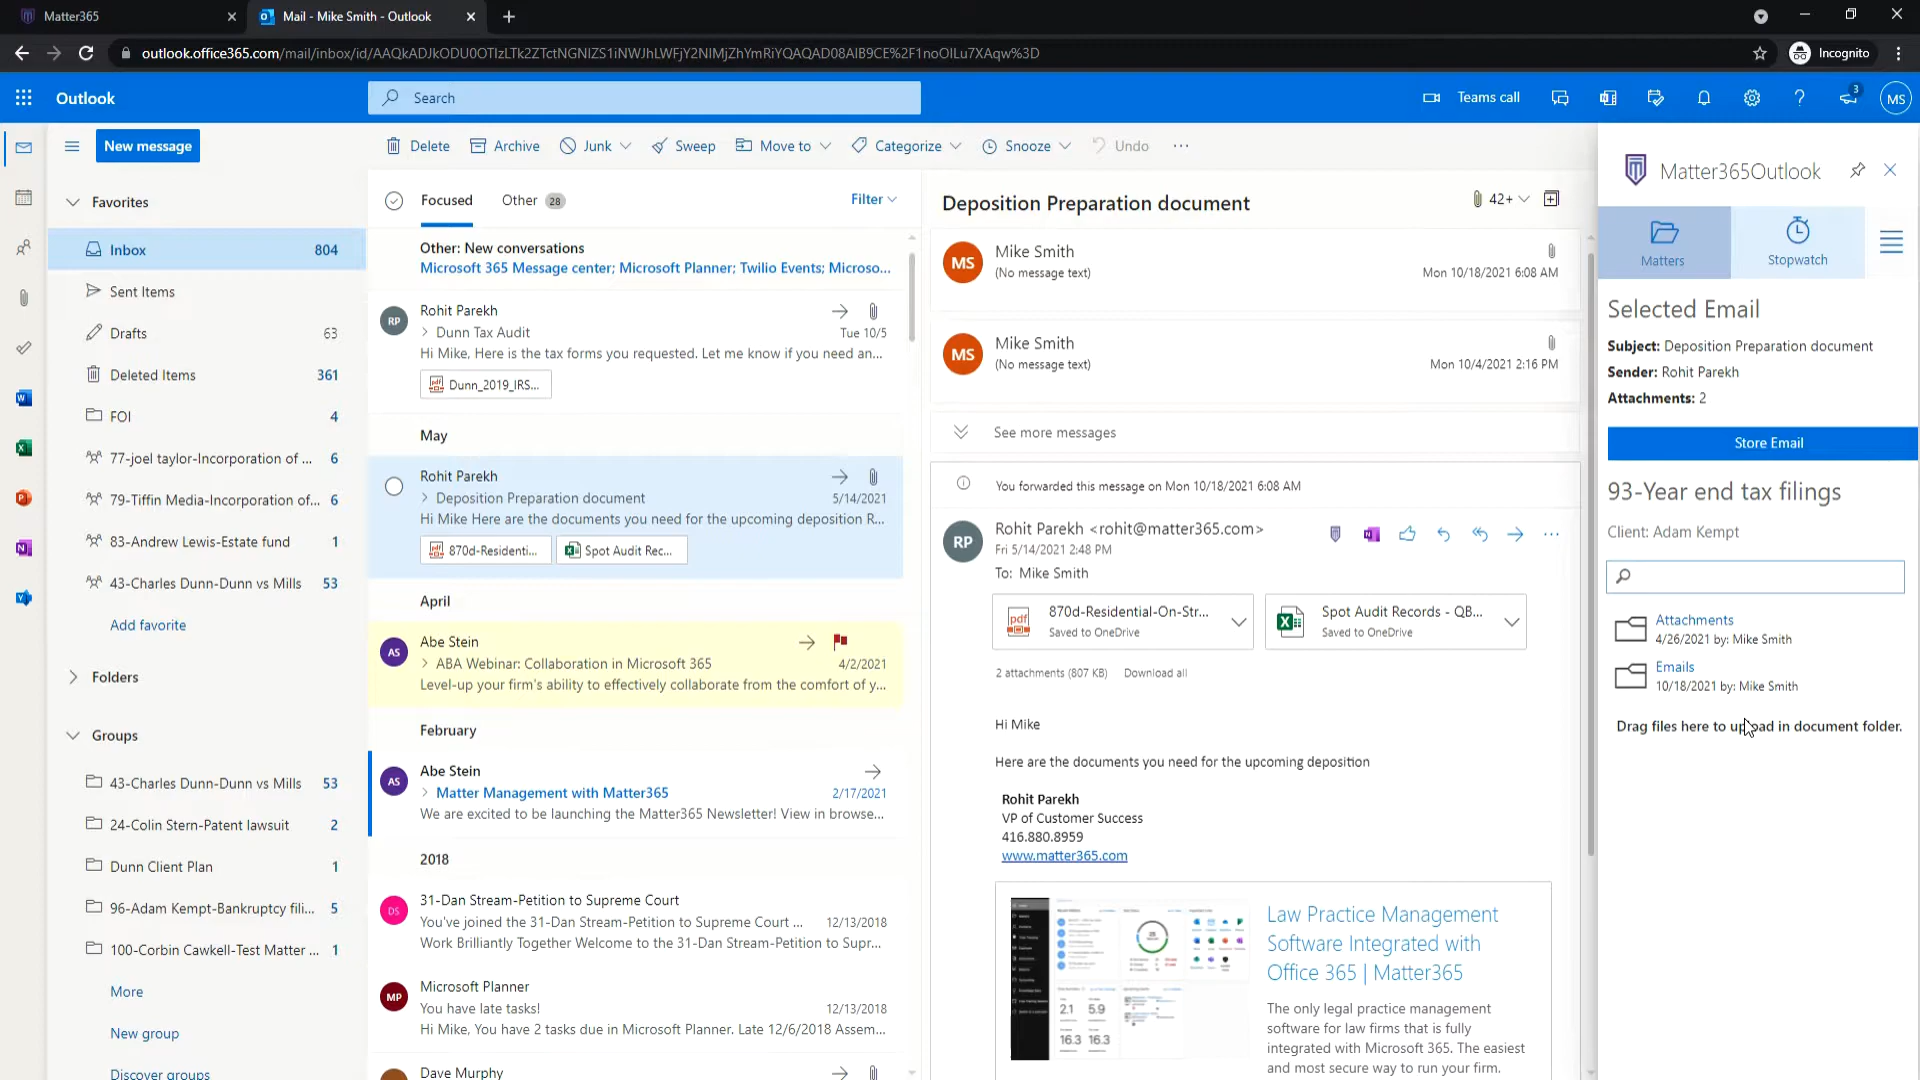 Matter365
Mail - Mike Smith - Outlook
outlook.office365.com/mail/inbox/id/AAQkADJkODU0OTIzLTk2ZTctNGNlZS1iNWJhLWFjY2NlMjZhYmRiYQAQAD08AlB9CE%2F1noOlLu7XAqw%3D
Incognito
Outlook
Search
Teams call
3
MS
New message
Delete
Archive
Junk
Sweep
Move to
Categorize
Snooze
Undo
Favorites
Inbox 804
Sent Items
Drafts 63
Deleted Items 361
FOI 4
77-joel taylor-Incorporation of ... 6
79-Tiffin Media-Incorporation of... 6
83-Andrew Lewis-Estate fund 1
43-Charles Dunn-Dunn vs Mills 53
Add favorite
Folders
Groups
43-Charles Dunn-Dunn vs Mills 53
24-Colin Stern-Patent lawsuit 2
Dunn Client Plan 1
96-Adam Kempt-Bankruptcy fili... 5
100-Corbin Cawkell-Test Matter ... 1
More
New group
Discover groups
Focused
Other 28
Filter
Other: New conversations
Microsoft 365 Message center; Microsoft Planner; Twilio Events; Microso...
RP
Rohit Parekh
Dunn Tax Audit Tue 10/5
Hi Mike, Here is the tax forms you requested. Let me know if you need an...
Dunn_2019_IRS...
May
Rohit Parekh
Deposition Preparation document 5/14/2021
Hi Mike Here are the documents you need for the upcoming deposition R...
870d-Residenti...
Spot Audit Rec...
April
AS
Abe Stein
ABA Webinar: Collaboration in Microsoft 365 4/2/2021
Level-up your firm's ability to effectively collaborate from the comfort of y...
February
AS
Abe Stein
Matter Management with Matter365 2/17/2021
We are excited to be launching the Matter365 Newsletter! View in browse...
2018
DS
31-Dan Stream-Petition to Supreme Court
You've joined the 31-Dan Stream-Petition to Supreme Court ... 12/13/2018
Work Brilliantly Together Welcome to the 31-Dan Stream-Petition to Supr...
MP
Microsoft Planner
You have late tasks! 12/13/2018
Hi Mike, You have 2 tasks due in Microsoft Planner. Late 12/6/2018 Assem...
Dave Murphy
Deposition Preparation document
42+
MS
Mike Smith
(No message text) Mon 10/18/2021 6:08 AM
MS
Mike Smith
(No message text) Mon 10/4/2021 2:16 PM
See more messages
You forwarded this message on Mon 10/18/2021 6:08 AM
RP
Rohit Parekh <rohit@matter365.com>
Fri 5/14/2021 2:48 PM
To: Mike Smith
pdf
870d-Residential-On-Str...
Saved to OneDrive
Spot Audit Records - QB...
Saved to OneDrive
2 attachments (807 KB) Download all
Hi Mike
Here are the documents you need for the upcoming deposition
Rohit Parekh
VP of Customer Success
416.880.8959
www.matter365.com
2.1 5.9
16.3 16.3
Law Practice Management
Software Integrated with
Office 365 | Matter365
The only legal practice management
software for law firms that is fully
integrated with Microsoft 365. The easiest
and most secure way to run your firm.
Matter365Outlook
Matters
Stopwatch
Selected Email
Subject: Deposition Preparation document
Sender: Rohit Parekh
Attachments: 2
Store Email
93-Year end tax filings
Client: Adam Kempt
Attachments
4/26/2021 by: Mike Smith
Emails
10/18/2021 by: Mike Smith
Drag files here to upload in document folder.